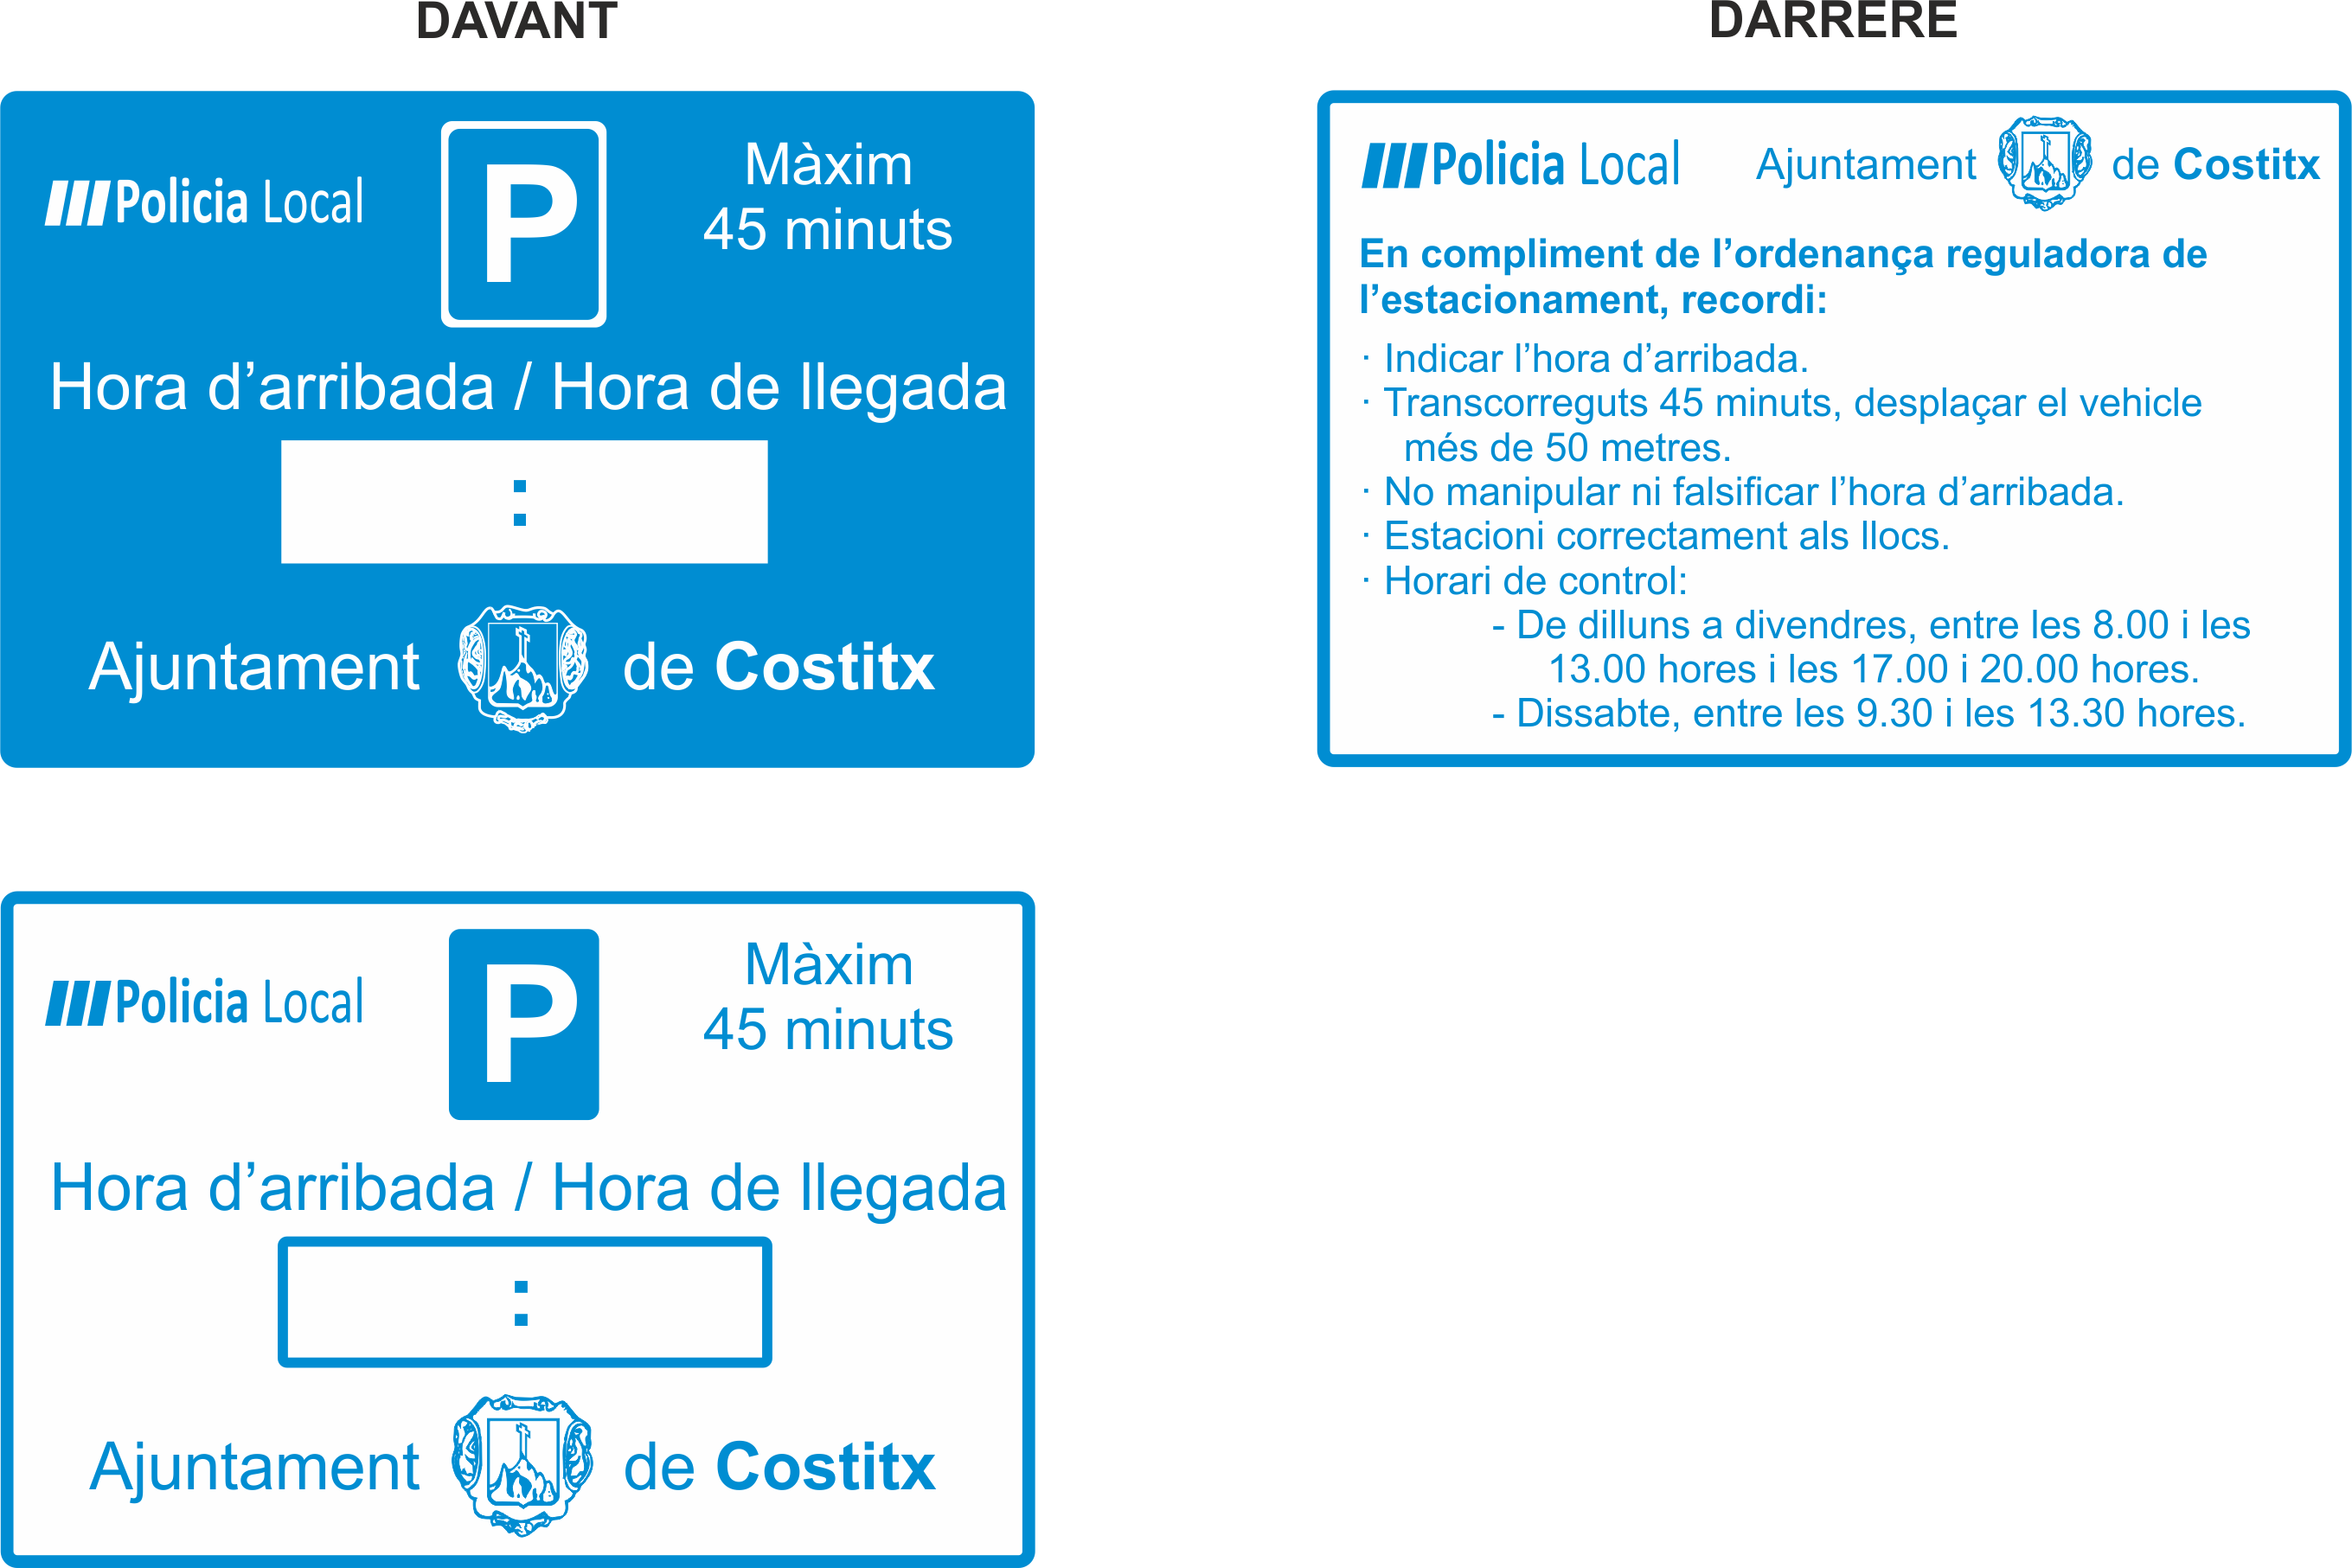 DAVANT
Policia Local
P
Màxim
45 minuts
Hora d’arribada / Hora de llegada
:
Ajuntament de Costitx
DARRERE
Policia Local
Ajuntament de Costitx
En compliment de l’ordenança reguladora de
l’estacionament, recordi:
· Indicar l’hora d’arribada.
· Transcorreguts 45 minuts, desplaçar el vehicle
més de 50 metres.
· No manipular ni falsificar l’hora d’arribada.
· Estacioni correctament als llocs.
· Horari de control:
- De dilluns a divendres, entre les 8.00 i les
13.00 hores i les 17.00 i 20.00 hores.
- Dissabte, entre les 9.30 i les 13.30 hores.
Policia Local
P
Màxim
45 minuts
Hora d’arribada / Hora de llegada
:
Ajuntament de Costitx